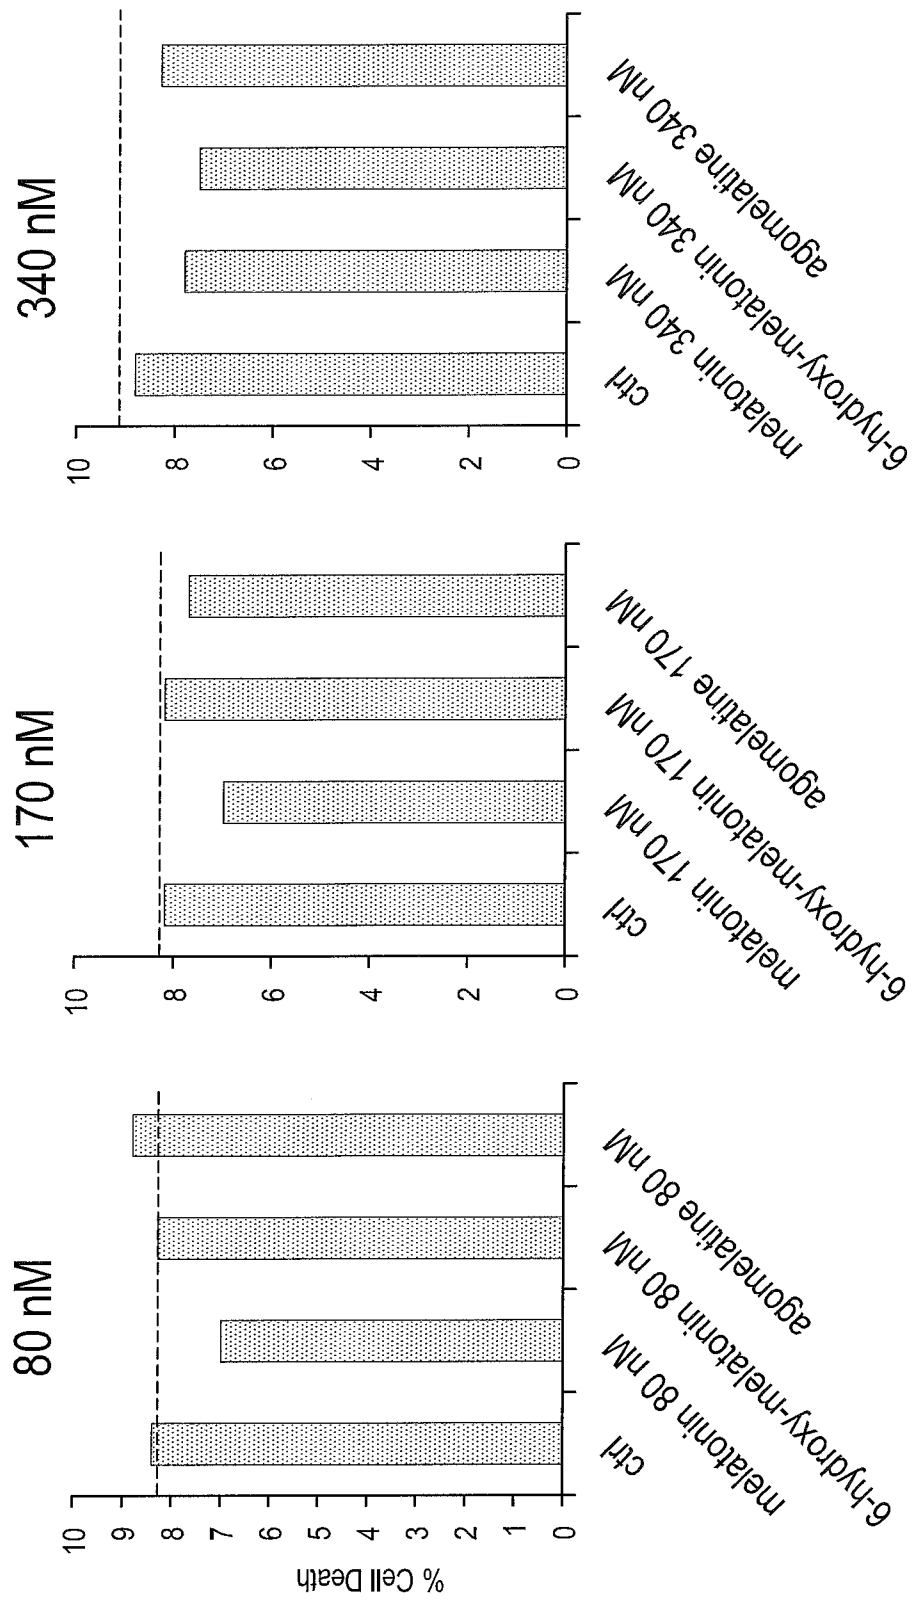 80 nM
% Cell Death
10
9
8
7
6
5
4
3
2
1
0
ctrl
melatonin 80 nM
6-hydroxy-melatonin 80 nM
agomelatine 80 nM
170 nM
10
8
6
4
2
0
ctrl
melatonin 170 nM
6-hydroxy-melatonin 170 nM
agomelatine 170 nM
340 nM
10
8
6
4
2
0
ctrl
melatonin 340 nM
6-hydroxy-melatonin 340 nM
agomelatine 340 nM